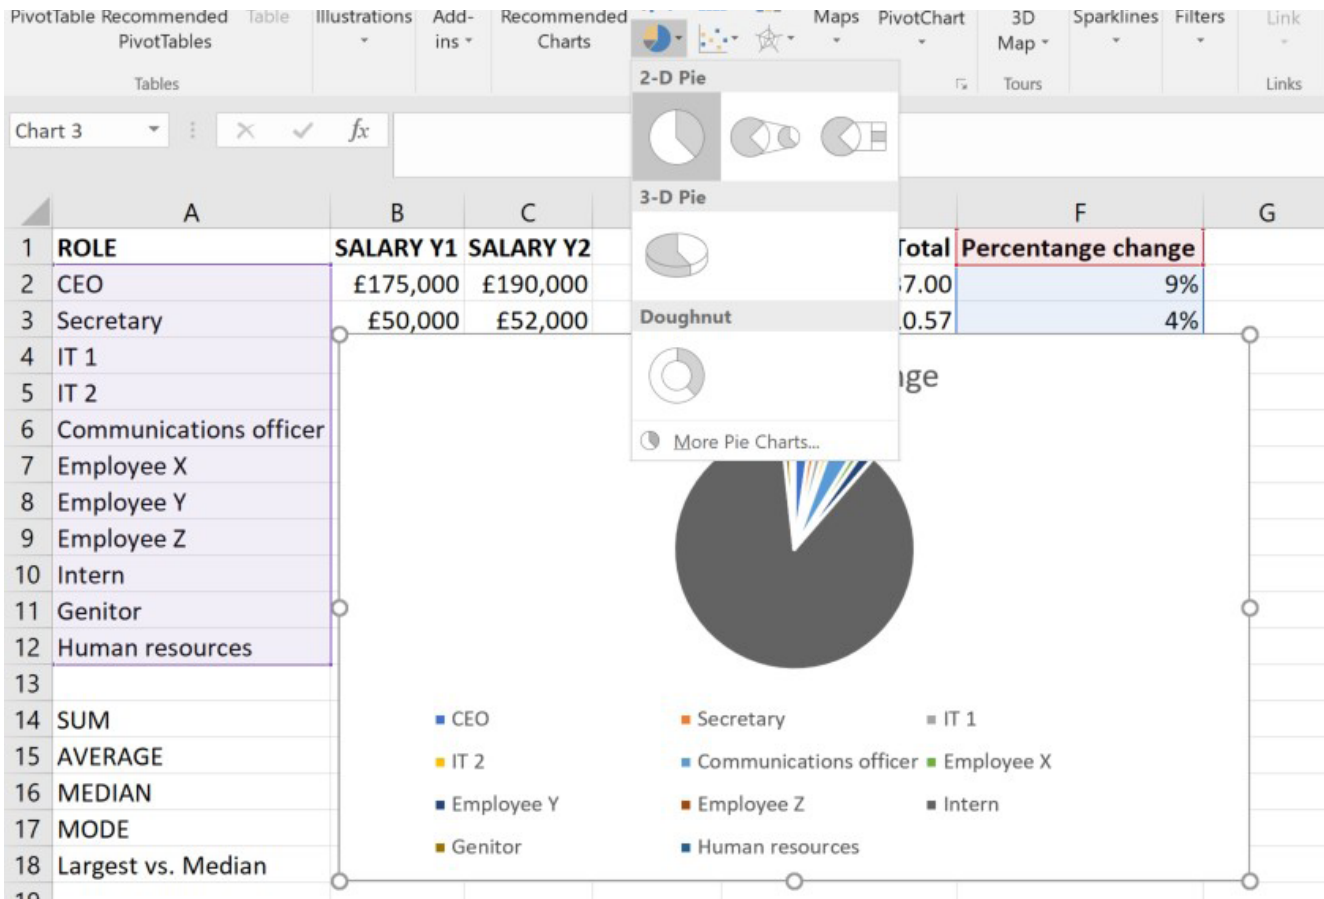 PivotTable Recommended Table Illustrations Add- Recommended Maps PivotChart 3D Sparklines Filters Link
PivotTables ins Charts Map
Tables Tours Links
2-D Pie
Chart 3 fx
3-D Pie
A B C F G
1 ROLE SALARY Y1 SALARY Y2 Total Percentange change
2 CEO £175,000 £190,000 7.00 9%
Doughnut
3 Secretary £50,000 £52,000 0.57 4%
4 IT 1
5 IT 2
6 Communications officer
More Pie Charts...
7 Employee X
8 Employee Y
9 Employee Z
10 Intern
11 Genitor
12 Human resources
13
14 SUM
15 AVERAGE
16 MEDIAN
17 MODE
18 Largest vs. Median
CEO Secretary IT 1
IT 2 Communications officer Employee X
Employee Y Employee Z Intern
Genitor Human resources